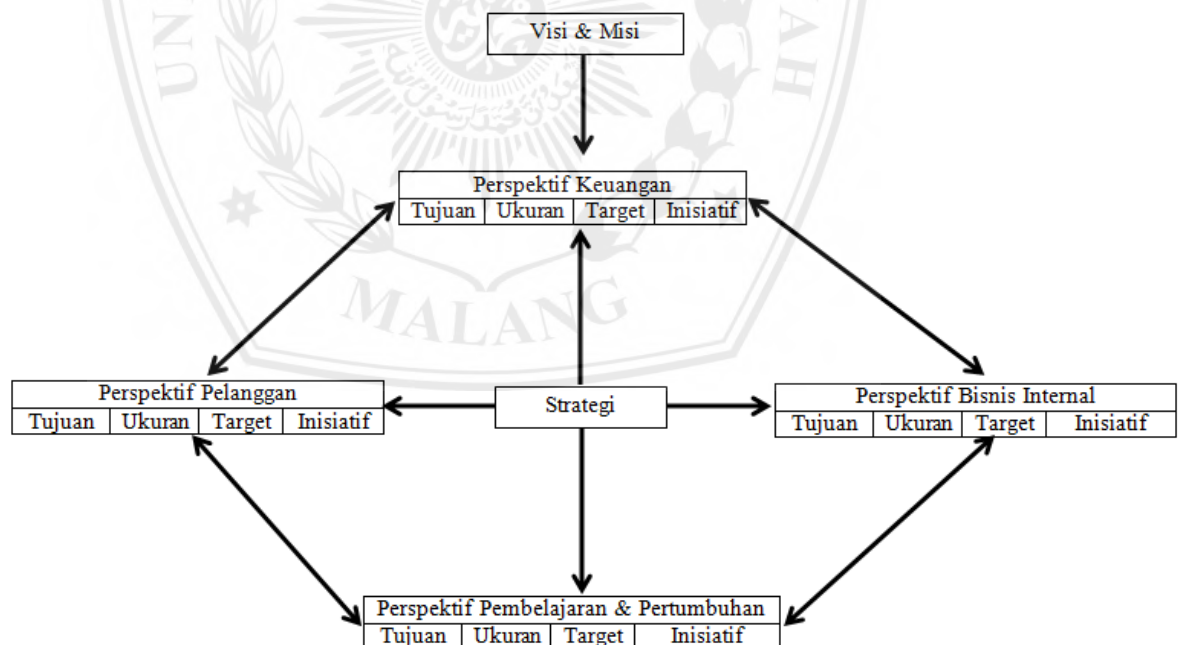 Visi & Misi
Perspektif Keuangan
Tujuan Ukuran Target Inisiatif
MALANG
Perspektif Pelanggan
Tujuan Ukuran Target Inisiatif
Strategi
Perspektif Bisnis Internal
Tujuan Ukuran Target Inisiatif
Perspektif Pembelajaran & Pertumbuhan
Tujuan Ukuran Target Inisiatif